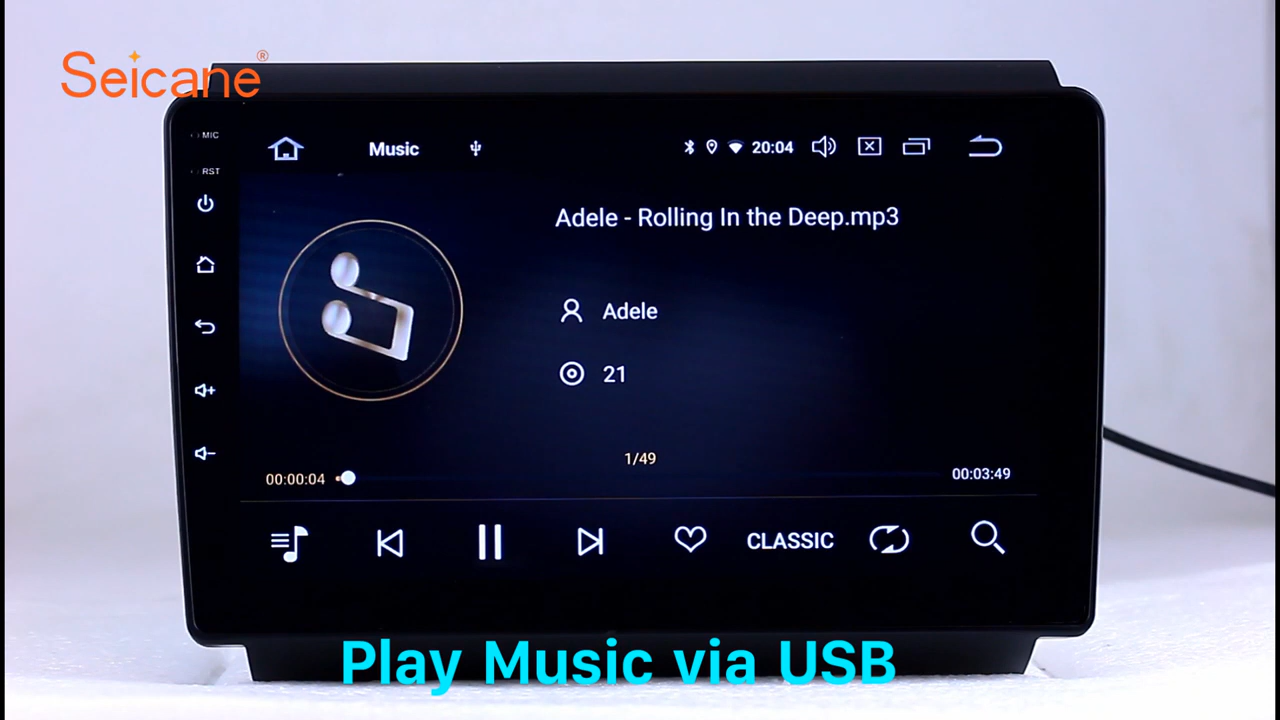 Seicane®
MIC
RST
Music
20:04
Adele - Rolling In the Deep.mp3
Adele
21
1/49
00:00:04
00:03:49
CLASSIC
Play Music via USB